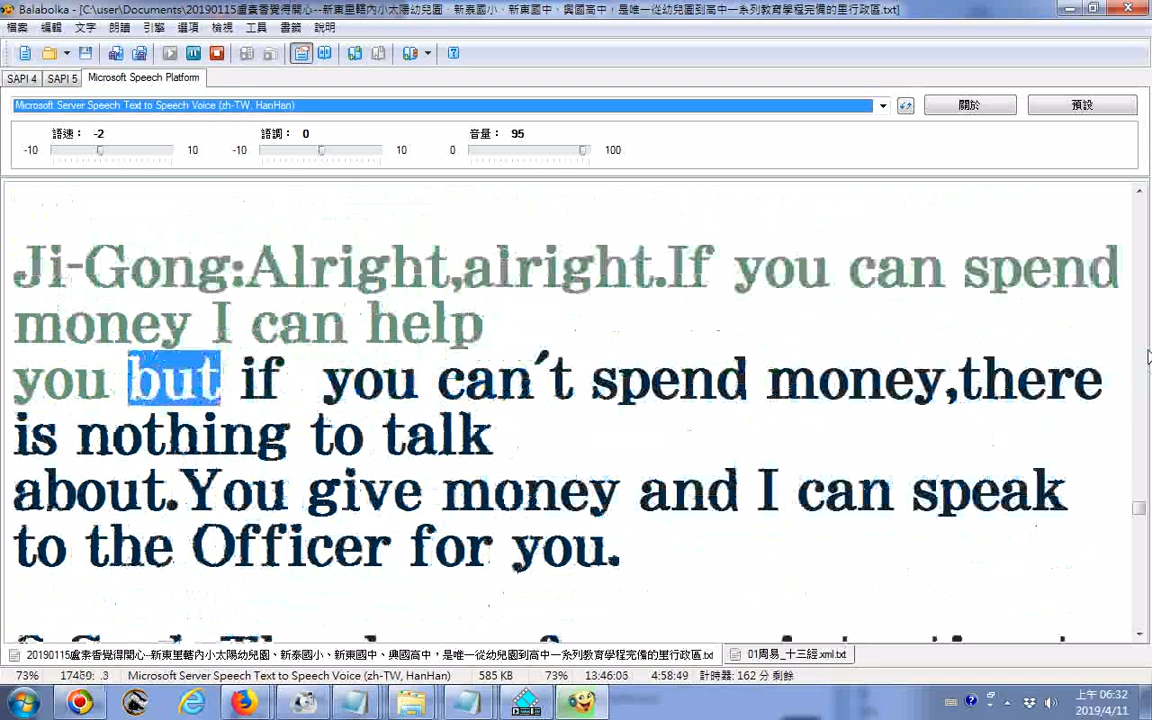 Balabolka - [C:\user\Documents\20190115盧素香覺得開心--新東里轄內小太陽幼兒園、新泰國小、新東國中、興國高中，是唯一從幼兒園到高中一系列教育學程完備的里行政區.txt]
檔案 編輯 文字 朗讀 引擎 選項 檢視 工具 書籤 說明
SAPI 4 SAPI 5 Microsoft Speech Platform
Microsoft Server Speech Text to Speech Voice (zh-TW, HanHan) 關於 預設
語速： -2 語調： 0 音量： 95
-10 10 -10 10 0 100
Ji-Gong:Alright,alright.If you can spend
money I can help
you but if you can´t spend money,there
is nothing to talk
about.You give money and I can speak
to the Officer for you.
20190115盧素香覺得開心--新東里轄內小太陽幼兒園、新泰國小、新東國中、興國高中，是唯一從幼兒園到高中一系列教育學程完備的里行政區.txt 01周易_十三經.xml.txt
73% Microsoft Server Speech Text to Speech Voice (zh-TW, HanHan) 585 KB 73% 13:46:06 4:58:49 計時器: 162 分 剩餘
上午 06:32
2019/4/11